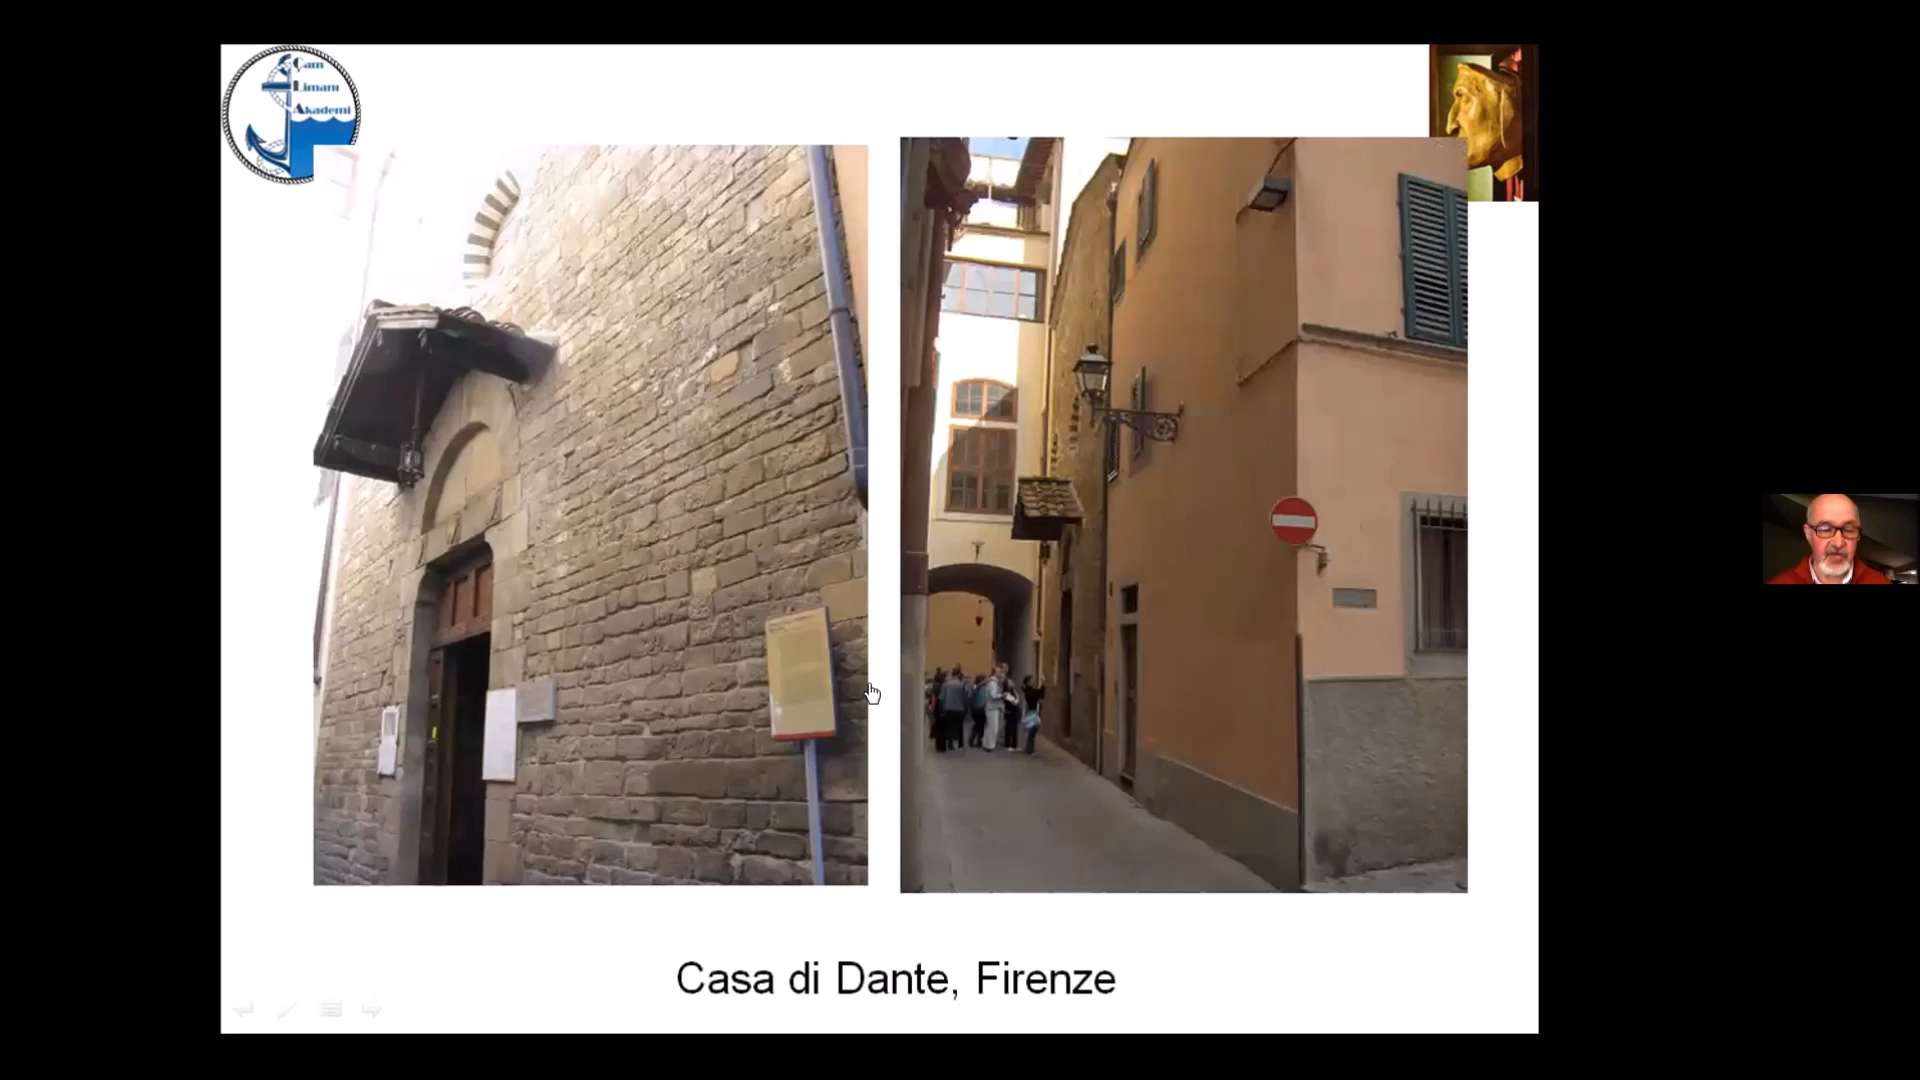 Çam
Limanı
Akademi
Casa di Dante, Firenze